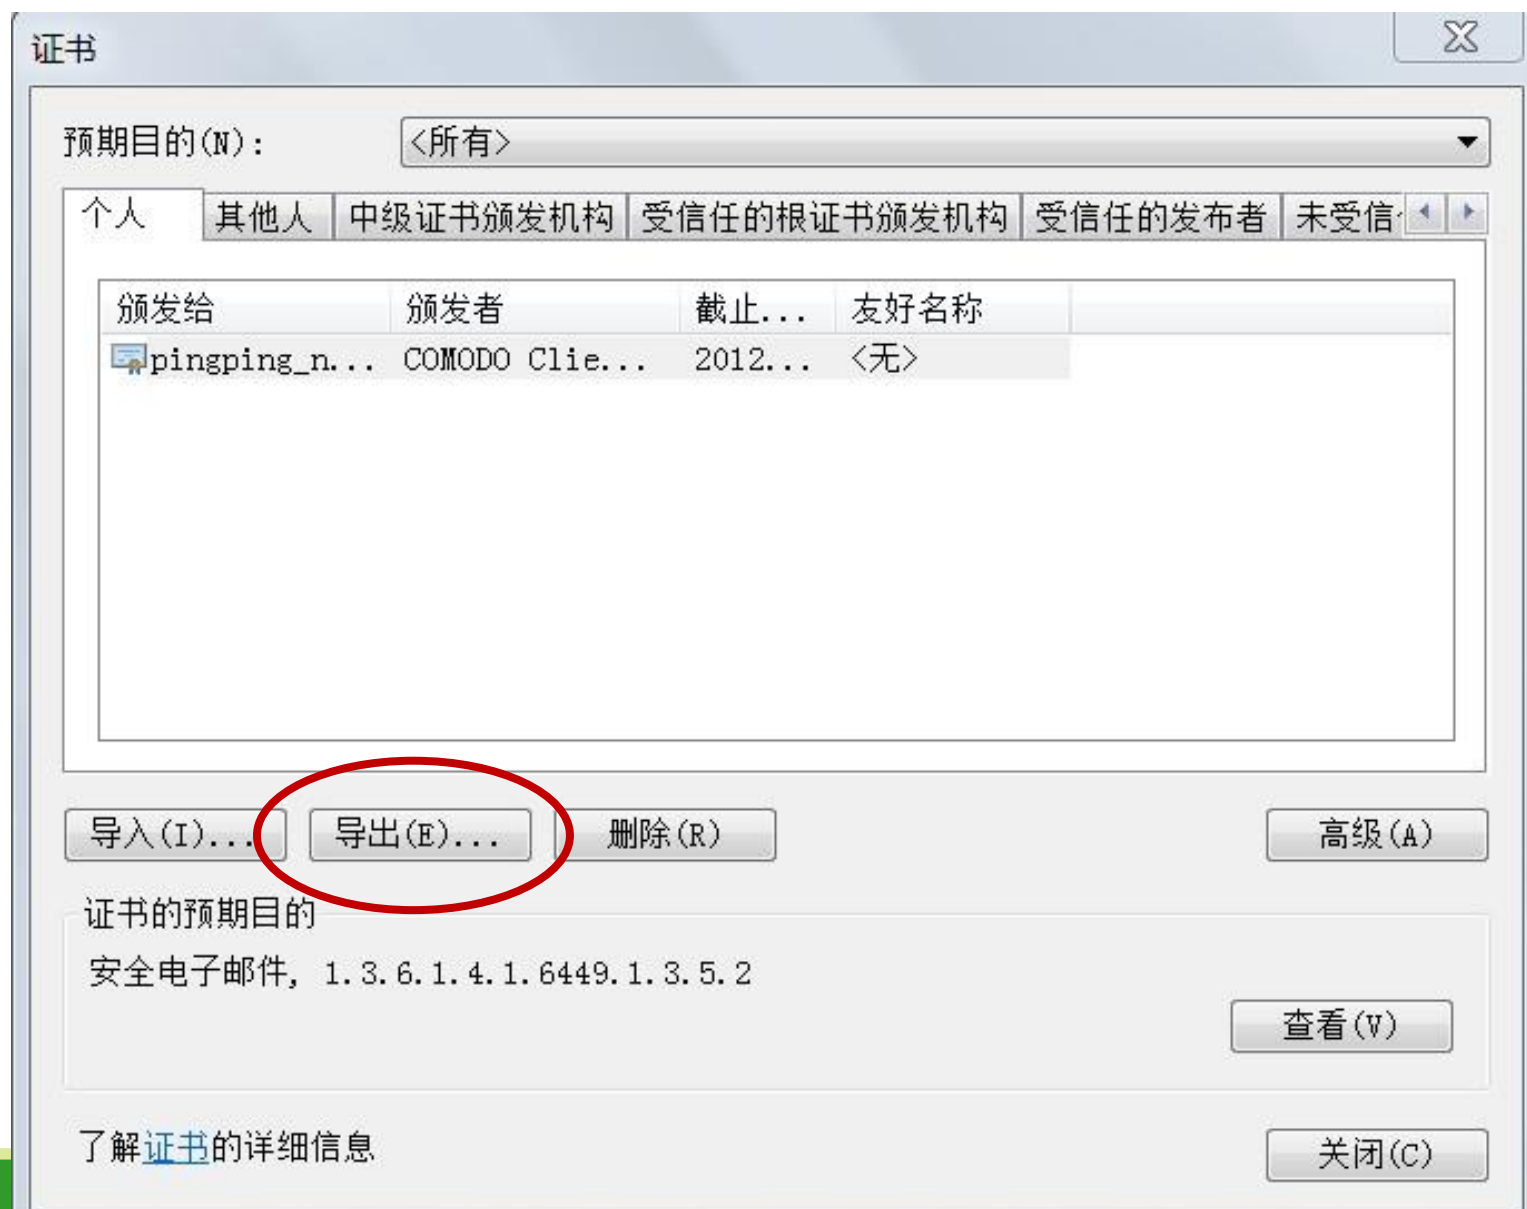 证书
预期目的(N): <所有>
个人 其他人 中级证书颁发机构 受信任的根证书颁发机构 受信任的发布者 未受信
颁发给 颁发者 截止... 友好名称
pingping_n... COMODO Clie... 2012... <无>
导入(I)... 导出(E)... 删除(R) 高级(A)
证书的预期目的
安全电子邮件, 1.3.6.1.4.1.6449.1.3.5.2
查看(V)
了解证书的详细信息
关闭(C)